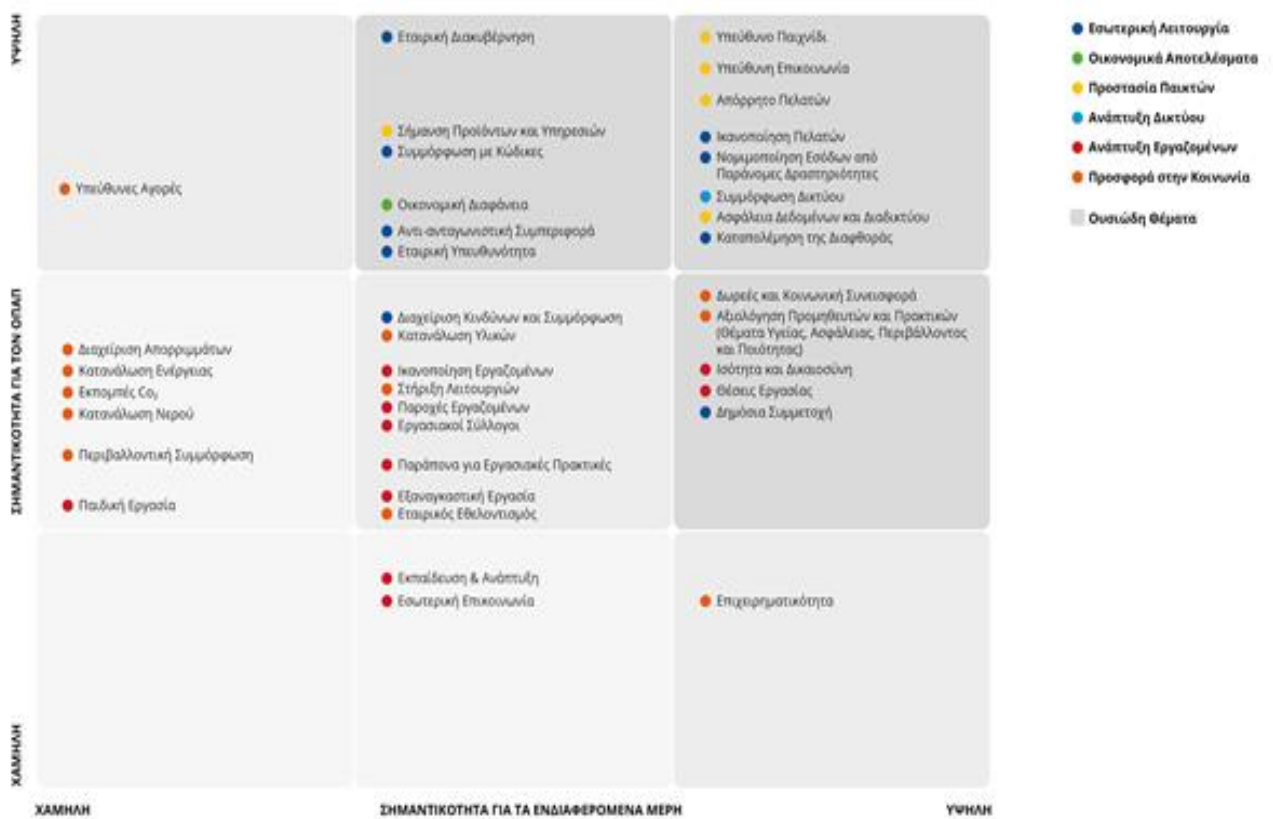 ΥΨΗΛΗ
ΣΗΜΑΝΤΙΚΟΤΗΤΑ ΓΙΑ ΤΟΝ ΟΠΑΠ
ΧΑΜΗΛΗ
Υπεύθυνες Αγορές
Εταιρική Διακυβέρνηση
Σήμανση Προϊόντων και Υπηρεσιών
Συμμόρφωση με Κώδικες
Οικονομική Διαφάνεια
Αντι-ανταγωνιστική Συμπεριφορά
Εταιρική Υπευθυνότητα
Υπεύθυνο Παιχνίδι
Υπεύθυνη Επικοινωνία
Απόρρητο Πελατών
Ικανοποίηση Πελατών
Νομιμοποίηση Εσόδων από
Παράνομες Δραστηριότητες
Συμμόρφωση Δικτύου
Ασφάλεια Δεδομένων και Διαδικτύου
Καταπολέμηση της Διαφθοράς
Διαχείριση Απορριμμάτων
Κατανάλωση Ενέργειας
Εκπομπές Co₂
Κατανάλωση Νερού
Περιβαλλοντική Συμμόρφωση
Παιδική Εργασία
Διαχείριση Κινδύνων και Συμμόρφωση
Κατανάλωση Υλικών
Ικανοποίηση Εργαζομένων
Στήριξη Λειτουργιών
Παροχές Εργαζομένων
Εργασιακοί Σύλλογοι
Παράπονα για Εργασιακές Πρακτικές
Εξαναγκαστική Εργασία
Εταιρικός Εθελοντισμός
Δωρεές και Κοινωνική Συνεισφορά
Αξιολόγηση Προμηθευτών και Πρακτικών
(Θέματα Υγείας, Ασφάλειας, Περιβάλλοντος
και Ποιότητας)
Ισότητα και Δικαιοσύνη
Θέσεις Εργασίας
Δημόσια Συμμετοχή
Εκπαίδευση & Ανάπτυξη
Εσωτερική Επικοινωνία
Επιχειρηματικότητα
ΧΑΜΗΛΗ
ΣΗΜΑΝΤΙΚΟΤΗΤΑ ΓΙΑ ΤΑ ΕΝΔΙΑΦΕΡΟΜΕΝΑ ΜΕΡΗ
ΥΨΗΛΗ
Εσωτερική Λειτουργία
Οικονομικά Αποτελέσματα
Προστασία Παικτών
Ανάπτυξη Δικτύου
Ανάπτυξη Εργαζομένων
Προσφορά στην Κοινωνία
Ουσιώδη Θέματα